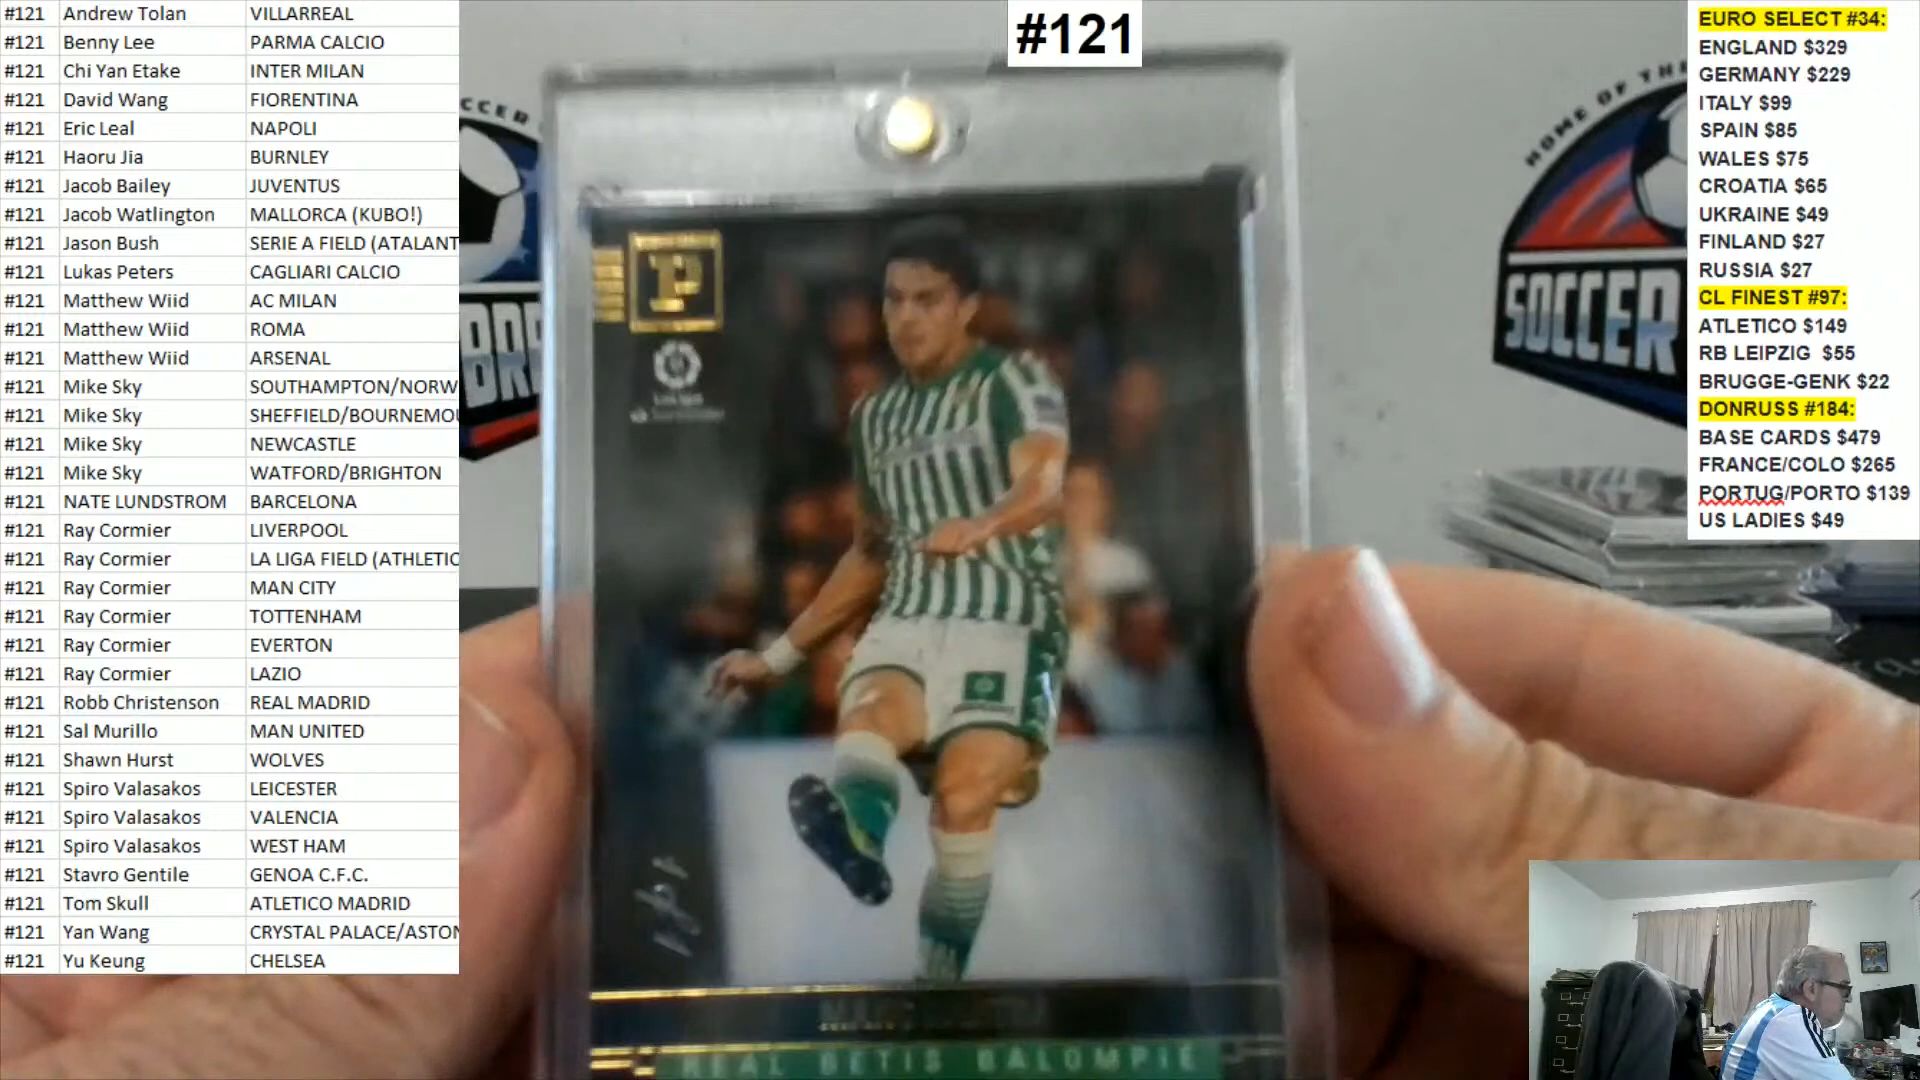 #121 Andrew Tolan VILLARREAL
#121 Benny Lee PARMA CALCIO
#121 Chi Yan Etake INTER MILAN
#121 David Wang FIORENTINA
#121 Eric Leal NAPOLI
#121 Haoru Jia BURNLEY
#121 Jacob Bailey JUVENTUS
#121 Jacob Watlington MALLORCA (KUBO!)
#121 Jason Bush SERIE A FIELD (ATALANT
#121 Lukas Peters CAGLIARI CALCIO
#121 Matthew Wiid AC MILAN
#121 Matthew Wiid ROMA
#121 Matthew Wiid ARSENAL
#121 Mike Sky SOUTHAMPTON/NORW
#121 Mike Sky SHEFFIELD/BOURNEMOU
#121 Mike Sky NEWCASTLE
#121 Mike Sky WATFORD/BRIGHTON
#121 NATE LUNDSTROM BARCELONA
#121 Ray Cormier LIVERPOOL
#121 Ray Cormier LA LIGA FIELD (ATHLETIC
#121 Ray Cormier MAN CITY
#121 Ray Cormier TOTTENHAM
#121 Ray Cormier EVERTON
#121 Ray Cormier LAZIO
#121 Robb Christenson REAL MADRID
#121 Sal Murillo MAN UNITED
#121 Shawn Hurst WOLVES
#121 Spiro Valasakos LEICESTER
#121 Spiro Valasakos VALENCIA
#121 Spiro Valasakos WEST HAM
#121 Stavro Gentile GENOA C.F.C.
#121 Tom Skull ATLETICO MADRID
#121 Yan Wang CRYSTAL PALACE/ASTON
#121 Yu Keung CHELSEA
#121
P
REAL BETIS BALOMPIE
HOME OF THE
SOCCER
EURO SELECT #34:
ENGLAND $329
GERMANY $229
ITALY $99
SPAIN $85
WALES $75
CROATIA $65
UKRAINE $49
FINLAND $27
RUSSIA $27
CL FINEST #97:
ATLETICO $149
RB LEIPZIG $55
BRUGGE-GENK $22
DONRUSS #184:
BASE CARDS $479
FRANCE/COLO $265
PORTUG/PORTO $139
US LADIES $49